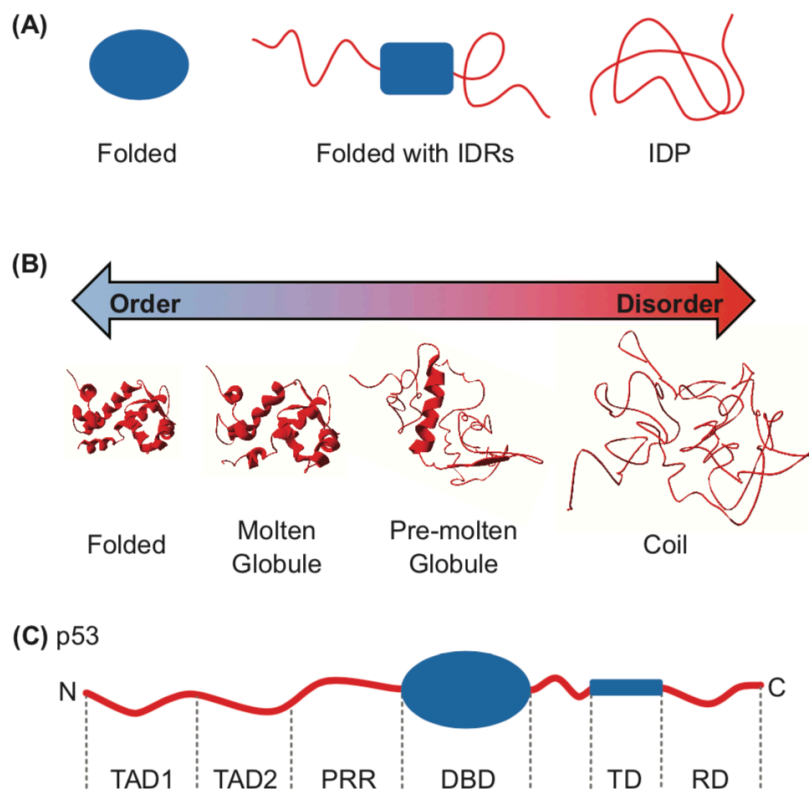 (A)
Folded Folded with IDRs IDP
(B)
Order Disorder
Folded Molten Globule Pre-molten Globule Coil
(C) p53
N C
TAD1 TAD2 PRR DBD TD RD